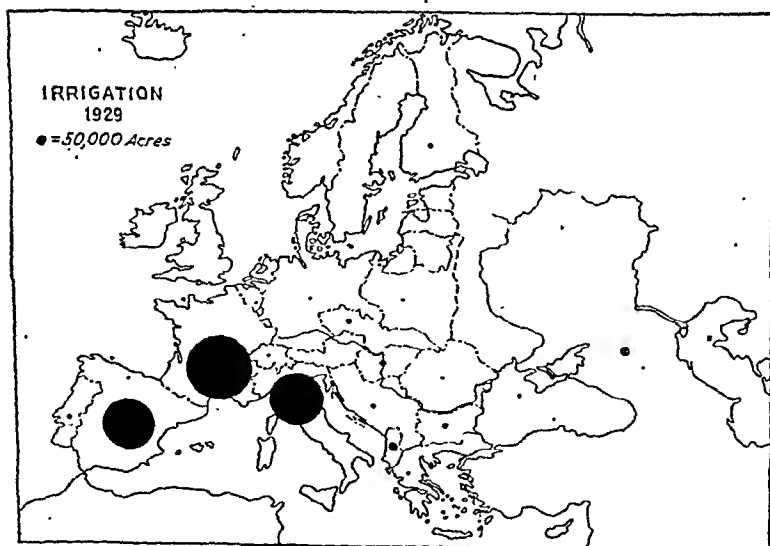 IRRIGATION
1929
● = 50,000 Acres